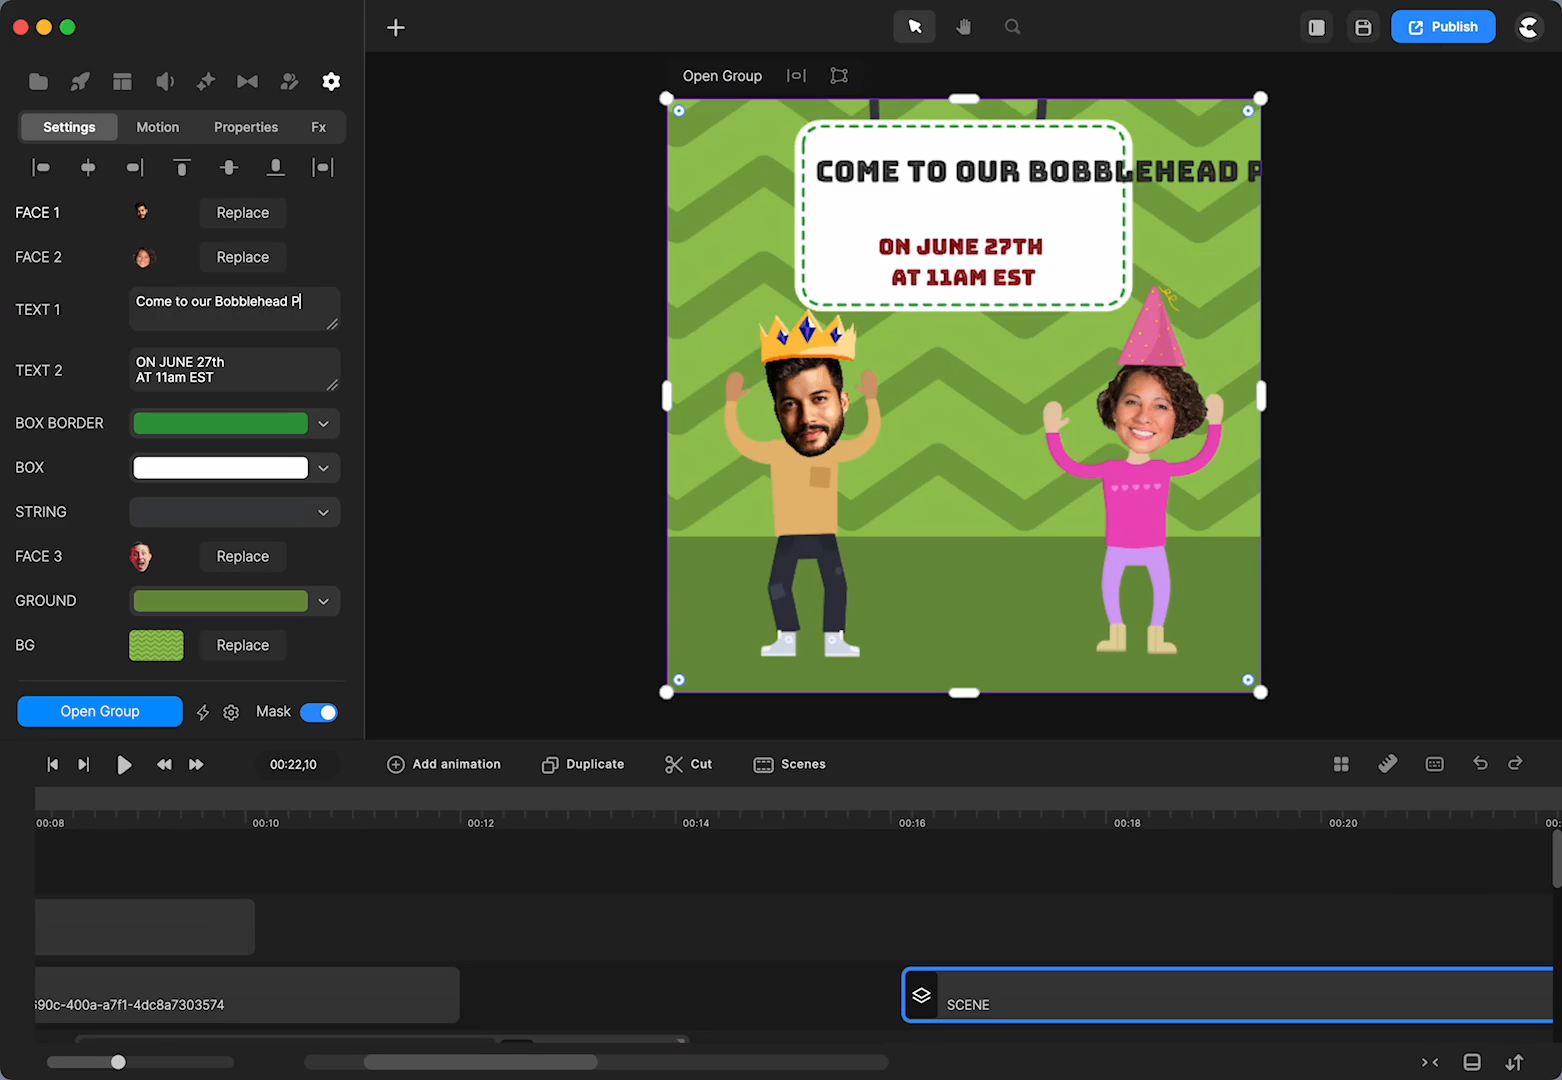 Publish
Open Group
Settings Motion Properties Fx
FACE 1 Replace
FACE 2 Replace
TEXT 1 Come to our Bobblehead P
TEXT 2 ON JUNE 27th
AT 11am EST
BOX BORDER
BOX
STRING
FACE 3 Replace
GROUND
BG Replace
Open Group Mask
COME TO OUR BOBBLEHEAD P
ON JUNE 27TH
AT 11AM EST
00:22,10 Add animation Duplicate Cut Scenes
00:08 00:10 00:12 00:14 00:16 00:18 00:20 00:
690c-400a-a7f1-4dc8a7303574
SCENE